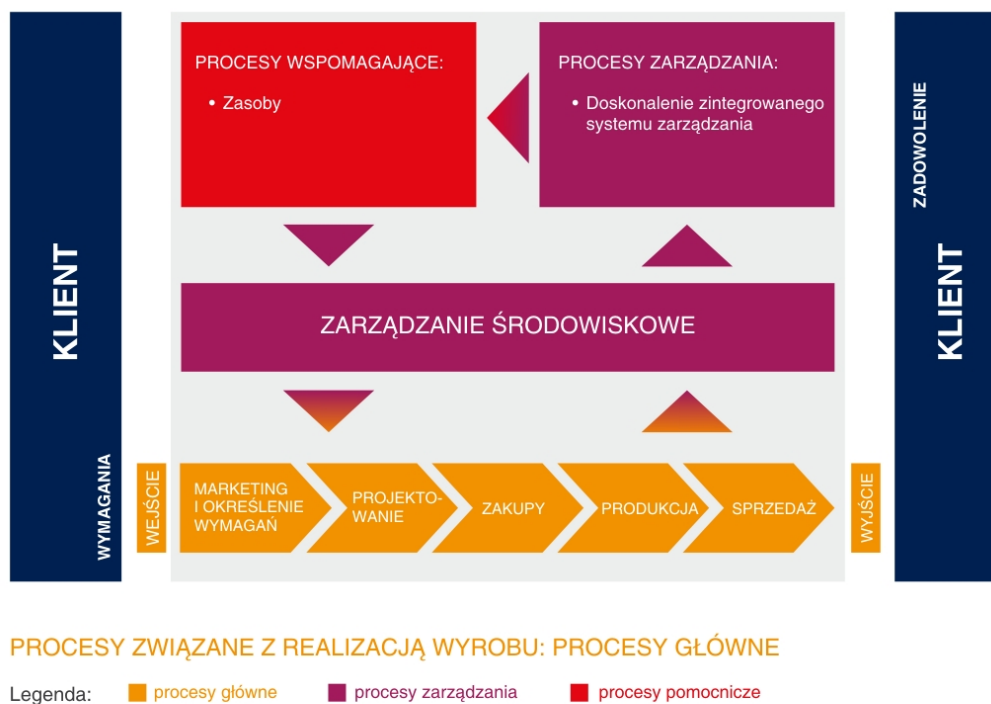 KLIENT
WYMAGANIA
PROCESY WSPOMAGAJĄCE:
• Zasoby
PROCESY ZARZĄDZANIA:
• Doskonalenie zintegrowanego
systemu zarządzania
ZARZĄDZANIE ŚRODOWISKOWE
WEJŚCIE
MARKETING
I OKREŚLENIE
WYMAGAŃ
PROJEKTO-
WANIE
ZAKUPY
PRODUKCJA
SPRZEDAŻ
WYJŚCIE
ZADOWOLENIE
KLIENT
PROCESY ZWIĄZANE Z REALIZACJĄ WYROBU: PROCESY GŁÓWNE
Legenda: procesy główne procesy zarządzania procesy pomocnicze